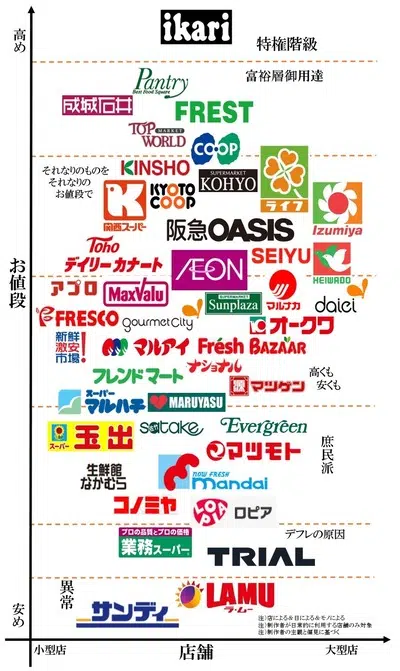 ikari
高め
特権階級
富裕層御用達
Pantry
Best Food Square
成城石井
FREST
TOP MARKET
WORLD
CO·OP
それなりのものを
それなりの
お値段で
KINSHO
SUPERMARKET
KOHYO
ライフ
関西スーパー
KYOTO
COOP
Izumiya
阪急OASIS
Toho
デイリーカナート
ÆON
SEIYU
HEIWADO
お値段
アプロ
MaxValu
SUPERMARKET
Sunplaza
マルナカ
daiei
FRESCO
gourmetCity
オークワ
新鮮
激安
市場!
マルアイ
Frésh BAZAAR
フレンドマート
ナショナル
マツゲン
高くも
安くも
スーパー
マルハチ
MARUYASU
スーパー
玉出
satake
Evergreen
庶民派
マツモト
生鮮館
なかむら
NOW FRESH
mandai
コノミヤ
LOPIA
ロピア
プロの品質とプロの価格
業務スーパー
デフレの原因
TRIAL
異常
サンディ
LAMU
ラ・ムー
注)店による&日による&モノによる
注)制作者が日常的に利用する店舗のみ対象
注)制作者の主観と偏見に基づく
安め
小型店
店舗
大型店